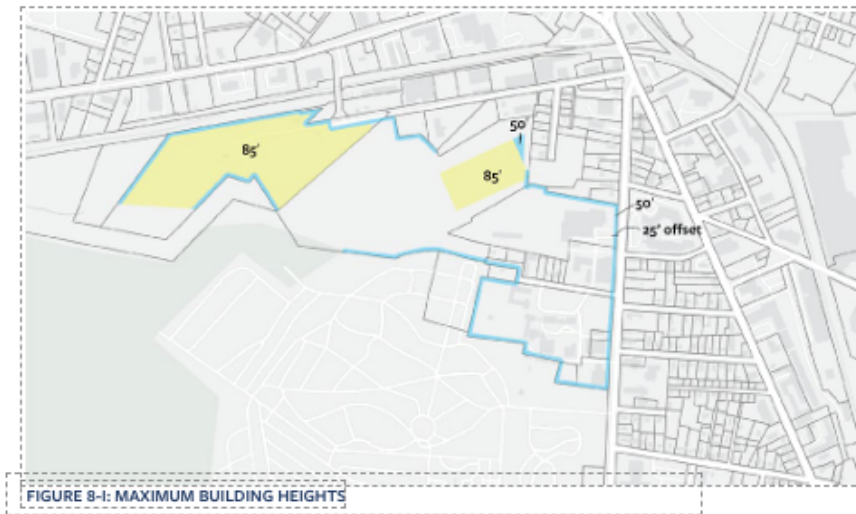 50
85'
85'
50'
25' offset
FIGURE 8-I: MAXIMUM BUILDING HEIGHTS